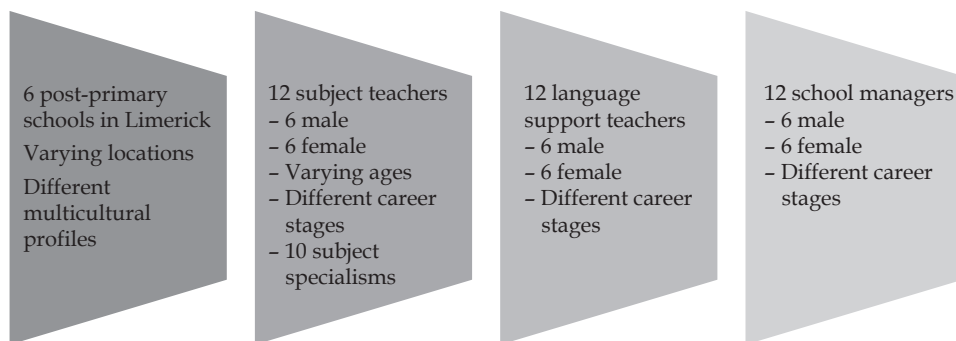 6 post-primary
schools in Limerick
Varying locations
Different
multicultural
profiles
12 subject teachers
– 6 male
– 6 female
– Varying ages
– Different career
stages
– 10 subject
specialisms
12 language
support teachers
– 6 male
– 6 female
– Different career
stages
12 school managers
– 6 male
– 6 female
– Different career
stages